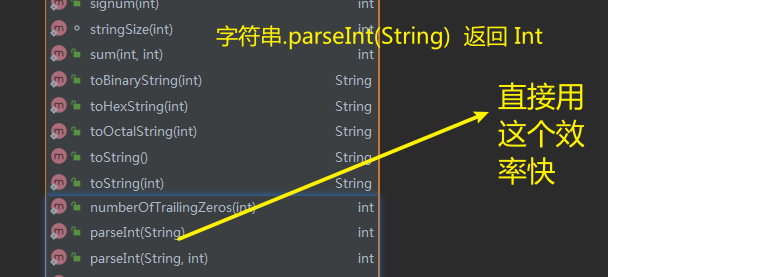 signum(int) int
stringSize(int) int
字符串.parseInt(String) 返回 Int
sum(int, int) int
toBinaryString(int) String
toHexString(int) String
toOctalString(int) String
toString() String
toString(int) String
numberOfTrailingZeros(int) int
parseInt(String) int
parseInt(String, int) int
直接用
这个效
率快